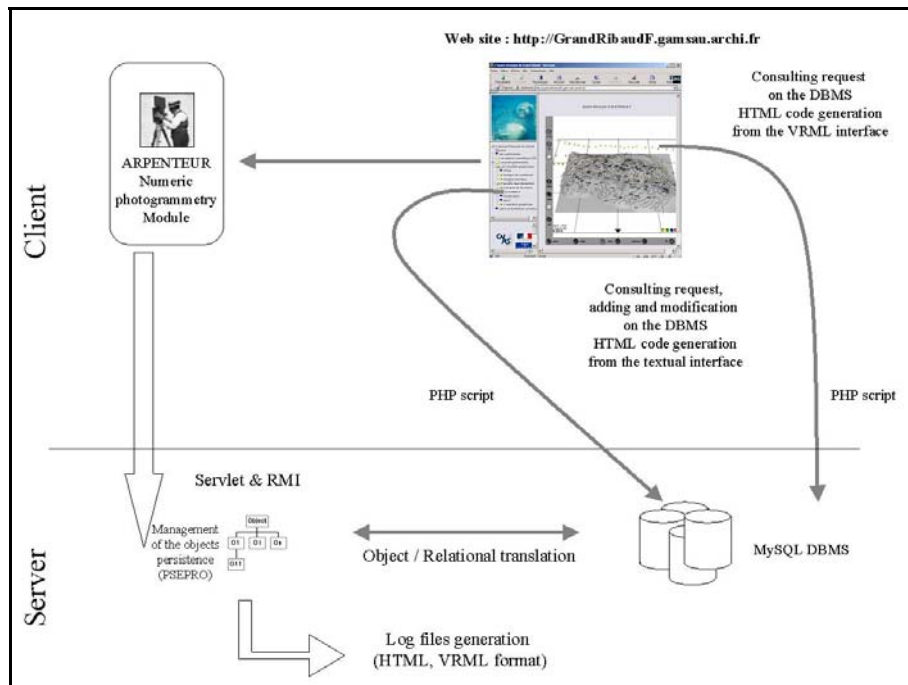 Web site : http://GrandRibaudF.gamsau.archi.fr
Consulting request
on the DBMS
HTML code generation
from the VRML interface
ARPENTEUR
Numeric
photogrammetry
Module
Client
Consulting request,
adding and modification
on the DBMS
HTML code generation
from the textual interface
PHP script
PHP script
Server
Servlet & RMI
Management
of the objects
persistence
(PSEPRO)
Object
O11
Object / Relational translation
MySQL DBMS
Log files generation
(HTML, VRML format)